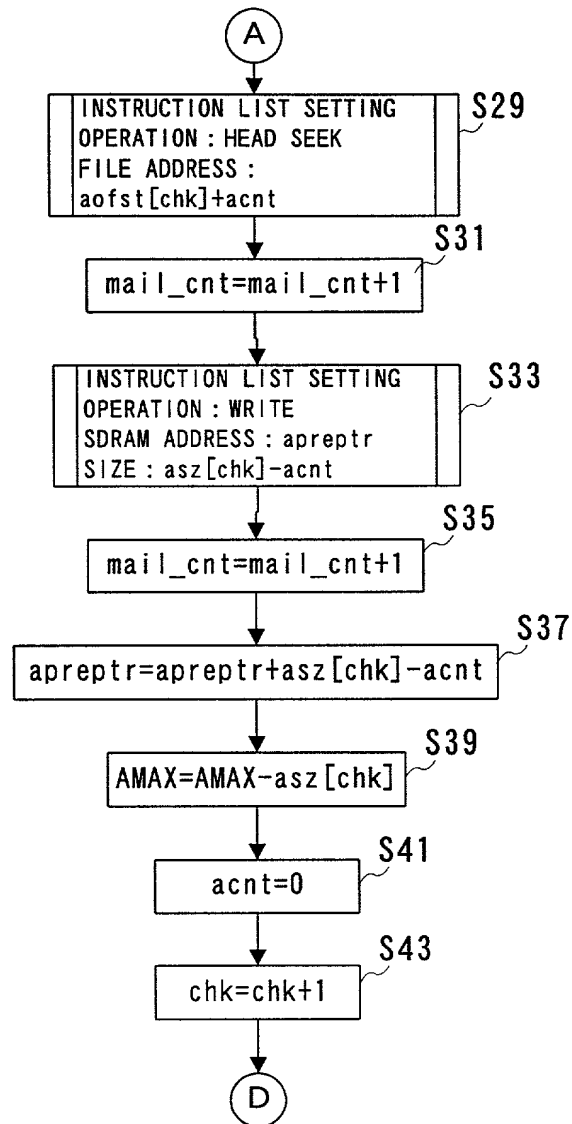 A
INSTRUCTION LIST SETTING
OPERATION : HEAD SEEK
FILE ADDRESS :
aofst[chk]+acnt
S29
S31
mail_cnt=mail_cnt+1
INSTRUCTION LIST SETTING
OPERATION : WRITE
SDRAM ADDRESS : apreptr
SIZE : asz[chk]-acnt
S33
S35
mail_cnt=mail_cnt+1
S37
apreptr=apreptr+asz[chk]-acnt
S39
AMAX=AMAX-asz[chk]
S41
acnt=0
S43
chk=chk+1
D